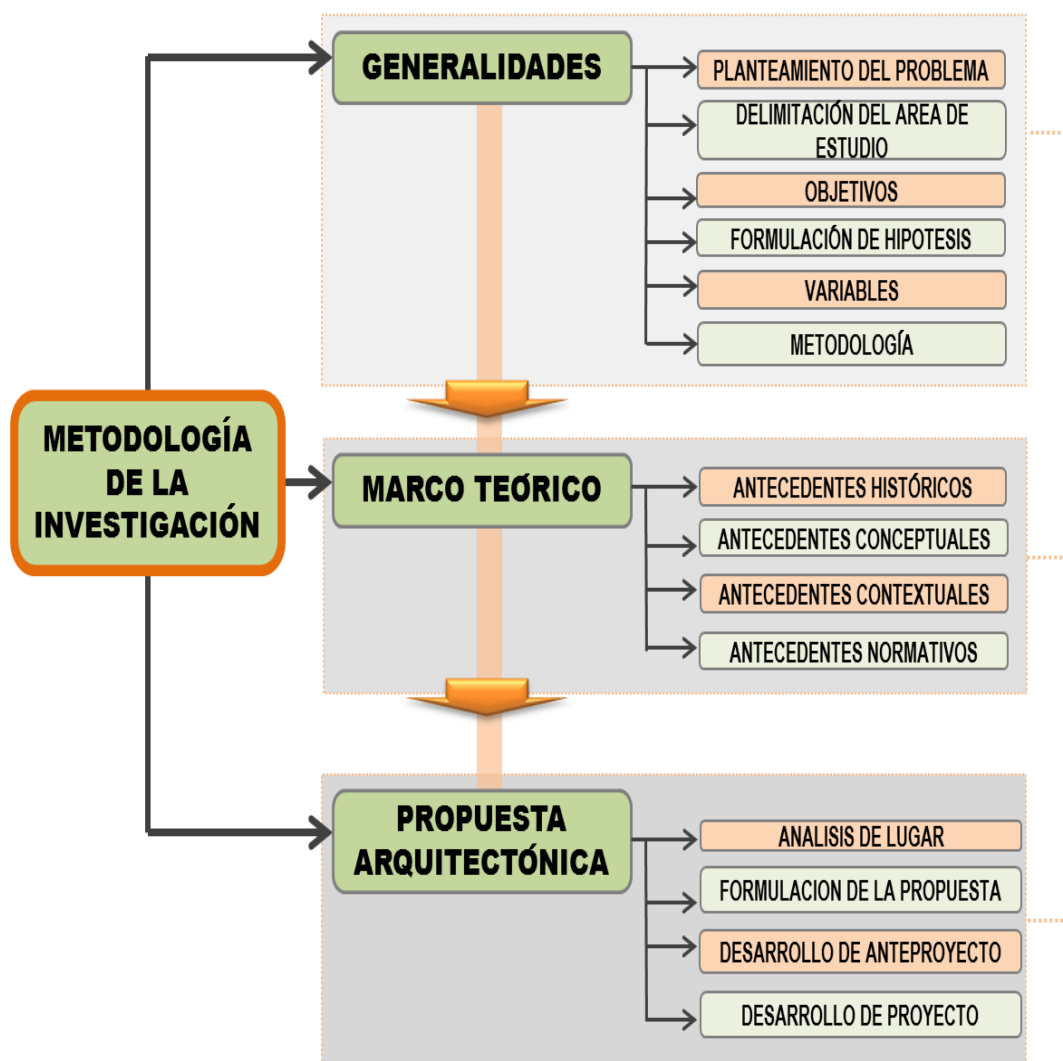 GENERALIDADES
PLANTEAMIENTO DEL PROBLEMA
DELIMITACIÓN DEL AREA DE
ESTUDIO
OBJETIVOS
FORMULACIÓN DE HIPOTESIS
VARIABLES
METODOLOGÍA
METODOLOGÍA
DE LA
INVESTIGACIÓN
MARCO TEÓRICO
ANTECEDENTES HISTÓRICOS
ANTECEDENTES CONCEPTUALES
ANTECEDENTES CONTEXTUALES
ANTECEDENTES NORMATIVOS
PROPUESTA
ARQUITECTÓNICA
ANALISIS DE LUGAR
FORMULACION DE LA PROPUESTA
DESARROLLO DE ANTEPROYECTO
DESARROLLO DE PROYECTO